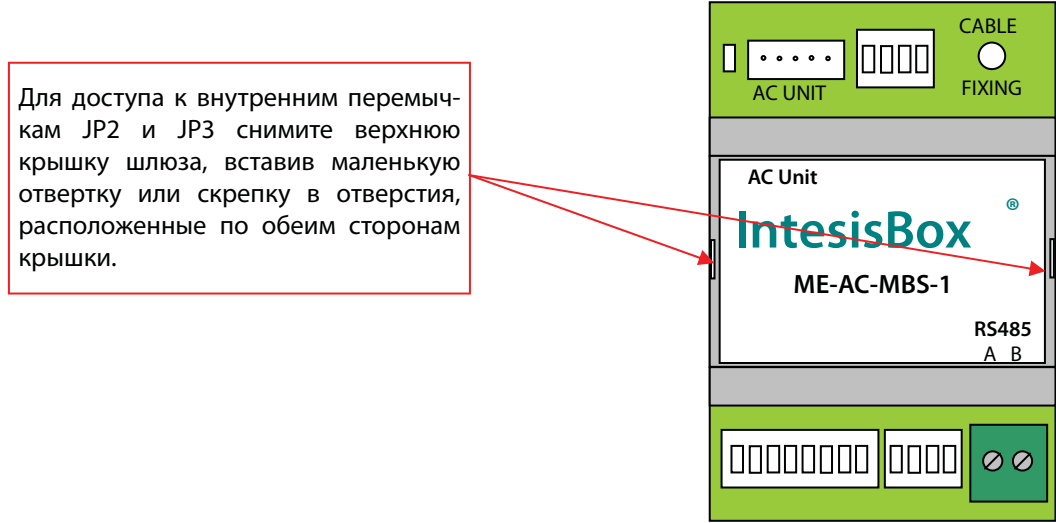 Для доступа к внутренним перемыч-
кам JP2 и JP3 снимите верхнюю
крышку шлюза, вставив маленькую
отвертку или скрепку в отверстия,
расположенные по обеим сторонам
крышки.
CABLE
FIXING
AC UNIT
AC Unit
IntesisBox ®
ME-AC-MBS-1
RS485
A B